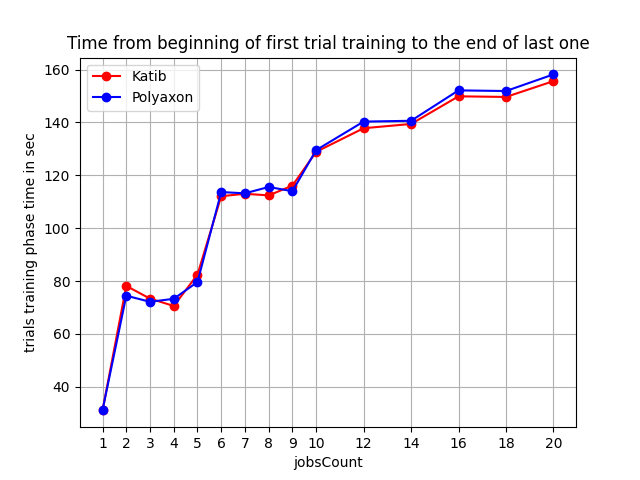 Time from beginning of first trial training to the end of last one
Katib
Polyaxon
trials training phase time in sec
160
140
120
100
80
60
40
1 2 3 4 5 6 7 8 9 10 12 14 16 18 20
jobsCount